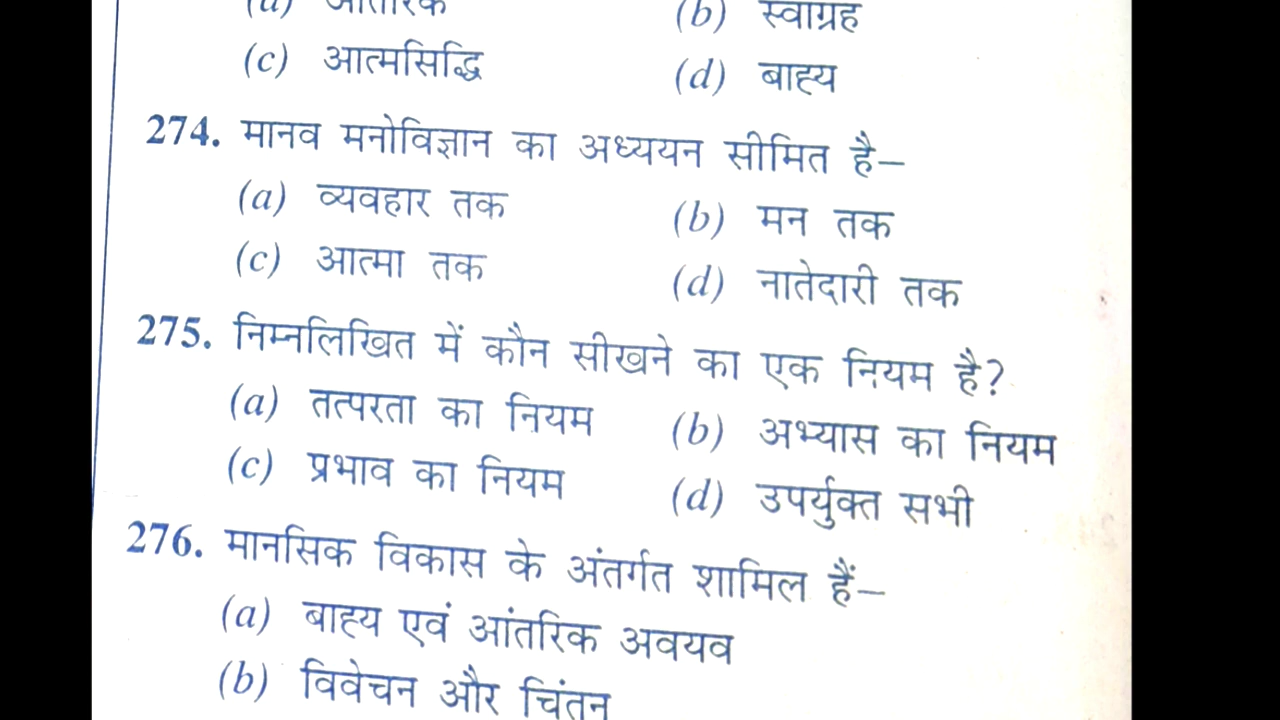 (a) आंतरिक (b) स्वाग्रह
(c) आत्मसिद्धि (d) बाह्य
274. मानव मनोविज्ञान का अध्ययन सीमित है–
(a) व्यवहार तक (b) मन तक
(c) आत्मा तक (d) नातेदारी तक
275. निम्नलिखित में कौन सीखने का एक नियम है?
(a) तत्परता का नियम (b) अभ्यास का नियम
(c) प्रभाव का नियम (d) उपर्युक्त सभी
276. मानसिक विकास के अंतर्गत शामिल हैं–
(a) बाह्य एवं आंतरिक अवयव
(b) विवेचन और चिंतन